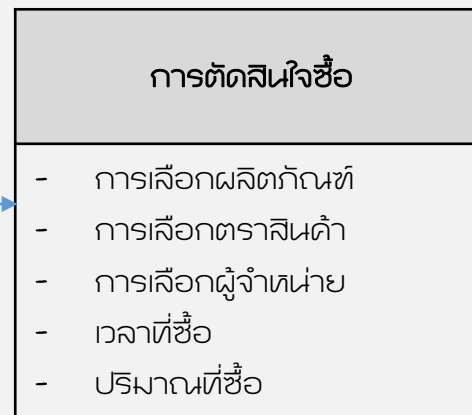 การตัดสินใจซื้อ
- การเลือกผลิตภัณฑ์
- การเลือกตราสินค้า
- การเลือกผู้จำหน่าย
- เวลาที่ซื้อ
- ปริมาณที่ซื้อ